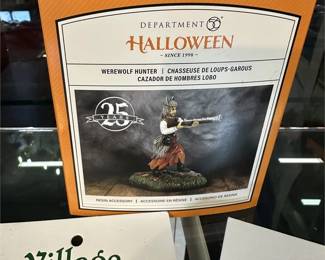 DEPARTMENT 56
HALLOWEEN
— SINCE 1998 —
WEREWOLF HUNTER | CHASSEUSE DE LOUPS-GAROUS
CAZADOR DE HOMBRES LOBO
25
YEARS
RESIN ACCESSORY | ACCESSOIRE EN RÉSINE | ACCESORIO DE RESINA
Village